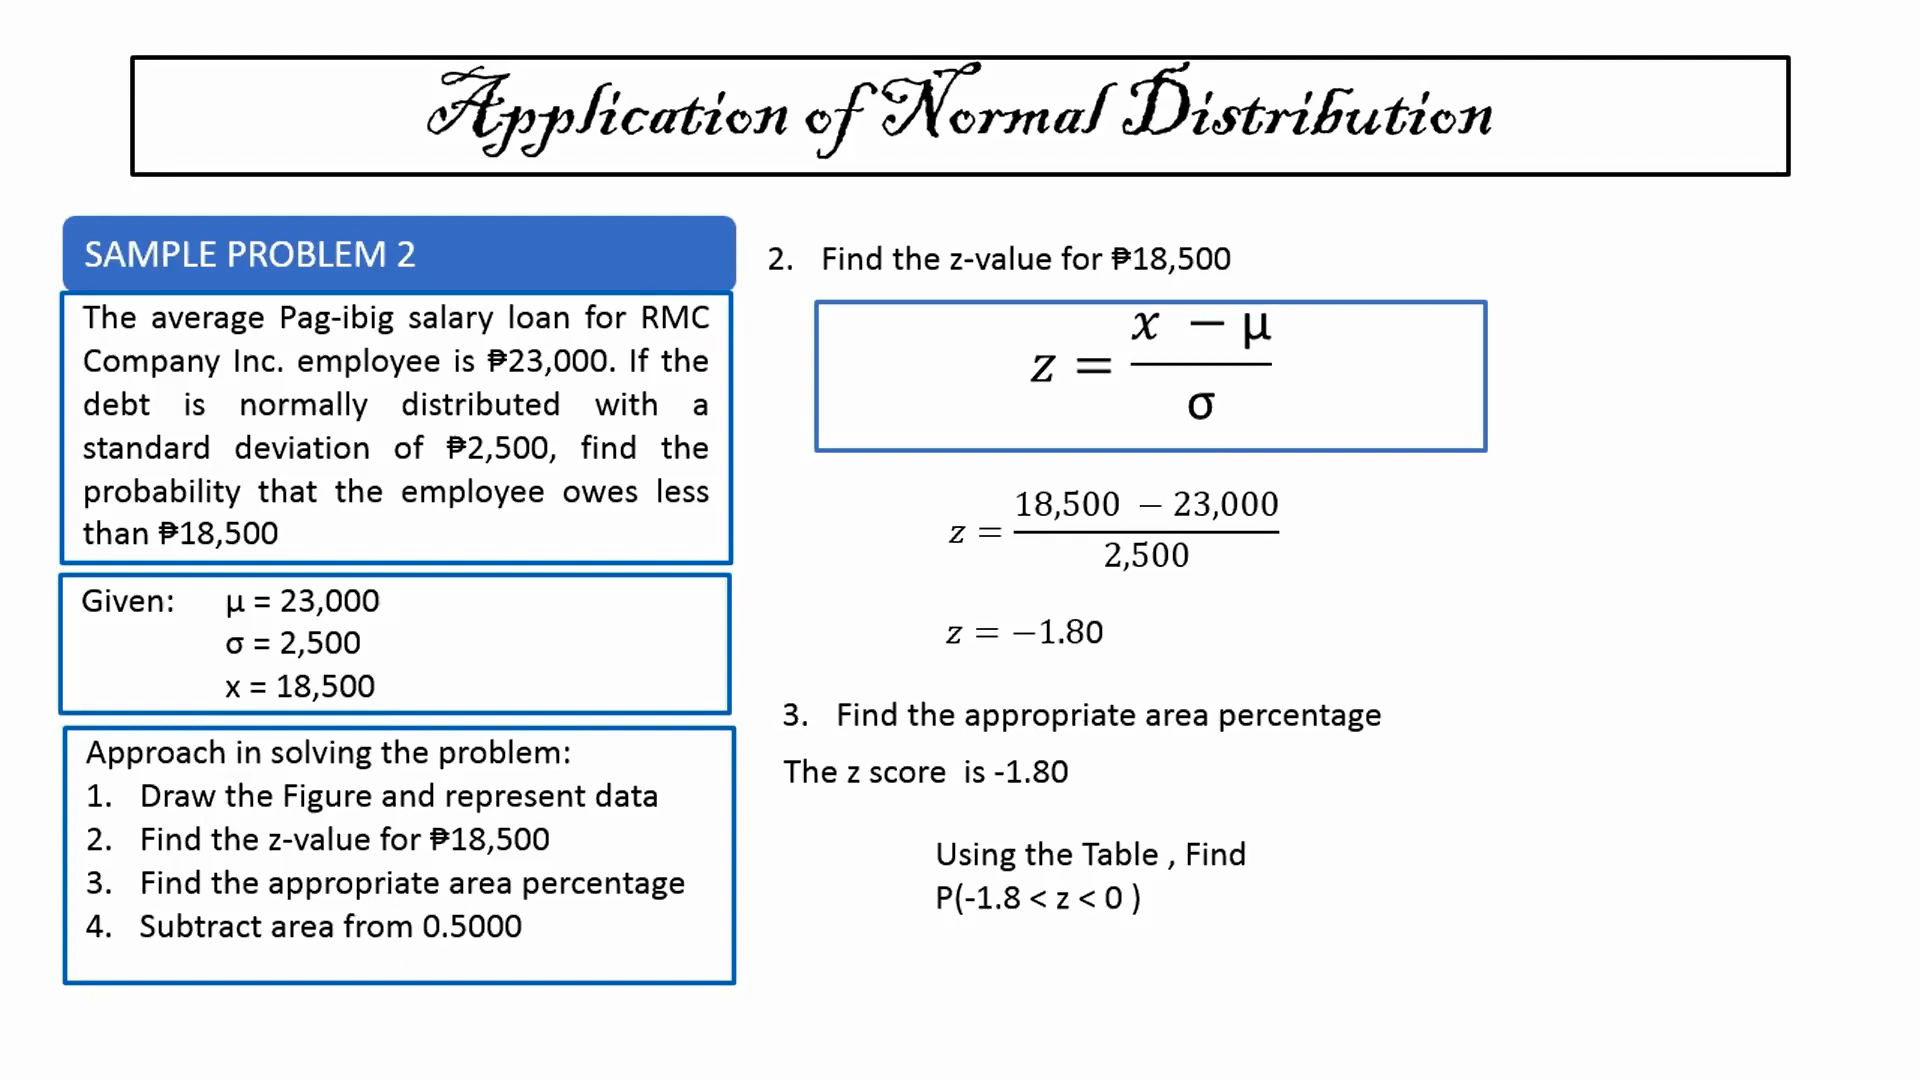 Application of Normal Distribution
SAMPLE PROBLEM 2
The average Pag-ibig salary loan for RMC
Company Inc. employee is ₱23,000. If the
debt is normally distributed with a
standard deviation of ₱2,500, find the
probability that the employee owes less
than ₱18,500
Given: μ = 23,000
σ = 2,500
x = 18,500
Approach in solving the problem:
1. Draw the Figure and represent data
2. Find the z-value for ₱18,500
3. Find the appropriate area percentage
4. Subtract area from 0.5000
2. Find the z-value for ₱18,500
x − μ
z =
σ
18,500 − 23,000
z =
2,500
z = −1.80
3. Find the appropriate area percentage
The z score is -1.80
Using the Table , Find
P(-1.8 < z < 0 )